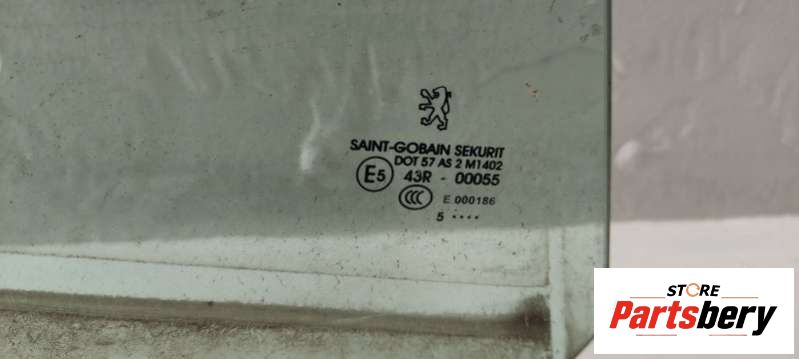 SAINT-GOBAIN SEKURIT
DOT 57 AS 2 M1402
E5 43R - 00055
CCC E 000186
5 ····
STORE
Partsbery